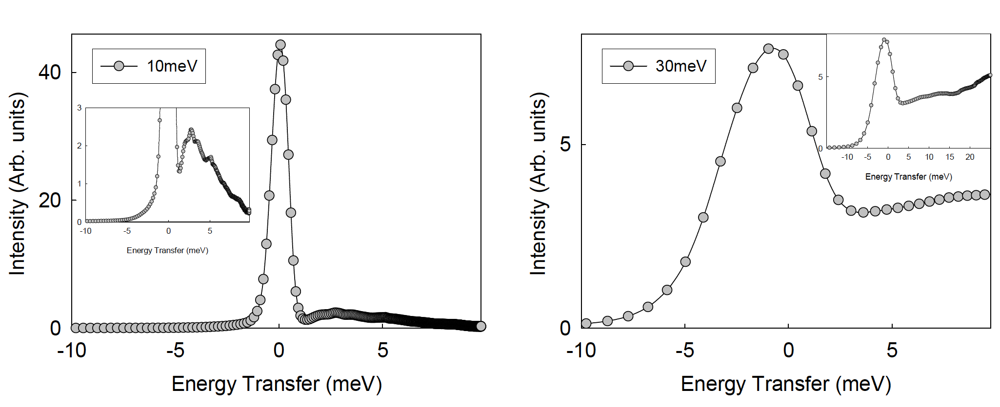 10meV
40
20
0
-10 -5 0 5
Intensity (Arb. units)
Energy Transfer (meV)
3
2
1
0
-10 -5 0 5
Energy Transfer (meV)
30meV
5
0
-10 -5 0 5
Intensity (Arb. units)
Energy Transfer (meV)
5
0
-10 -5 0 5 10 15 20
Energy Transfer (meV)